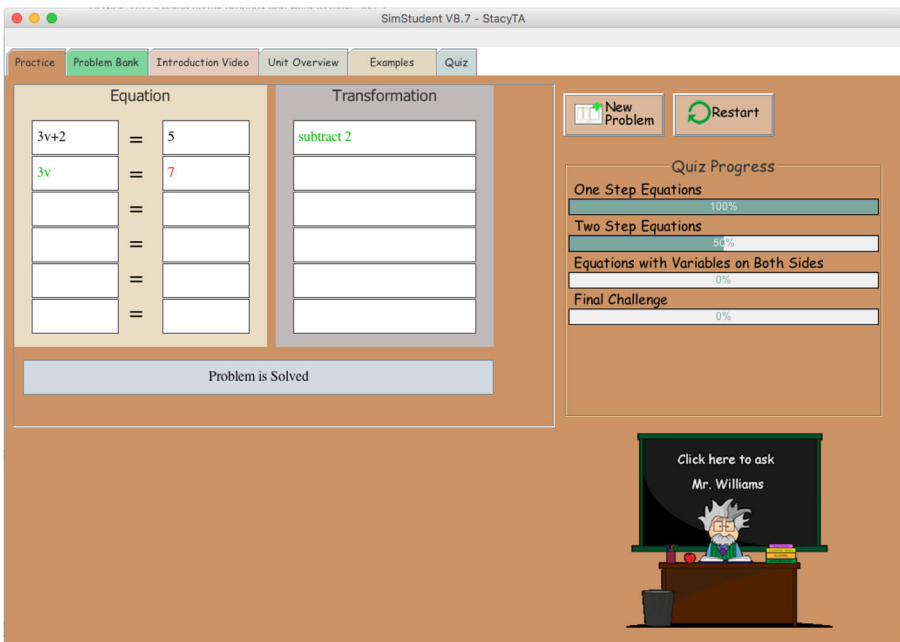 SimStudent V8.7 - StacyTA
Practice Problem Bank Introduction Video Unit Overview Examples Quiz
Equation Transformation
3v+2 = 5 subtract 2
3v = 7
=
=
=
=
Problem is Solved
New
Problem
Restart
Quiz Progress
One Step Equations
100%
Two Step Equations
50%
Equations with Variables on Both Sides
0%
Final Challenge
0%
Click here to ask
Mr. Williams